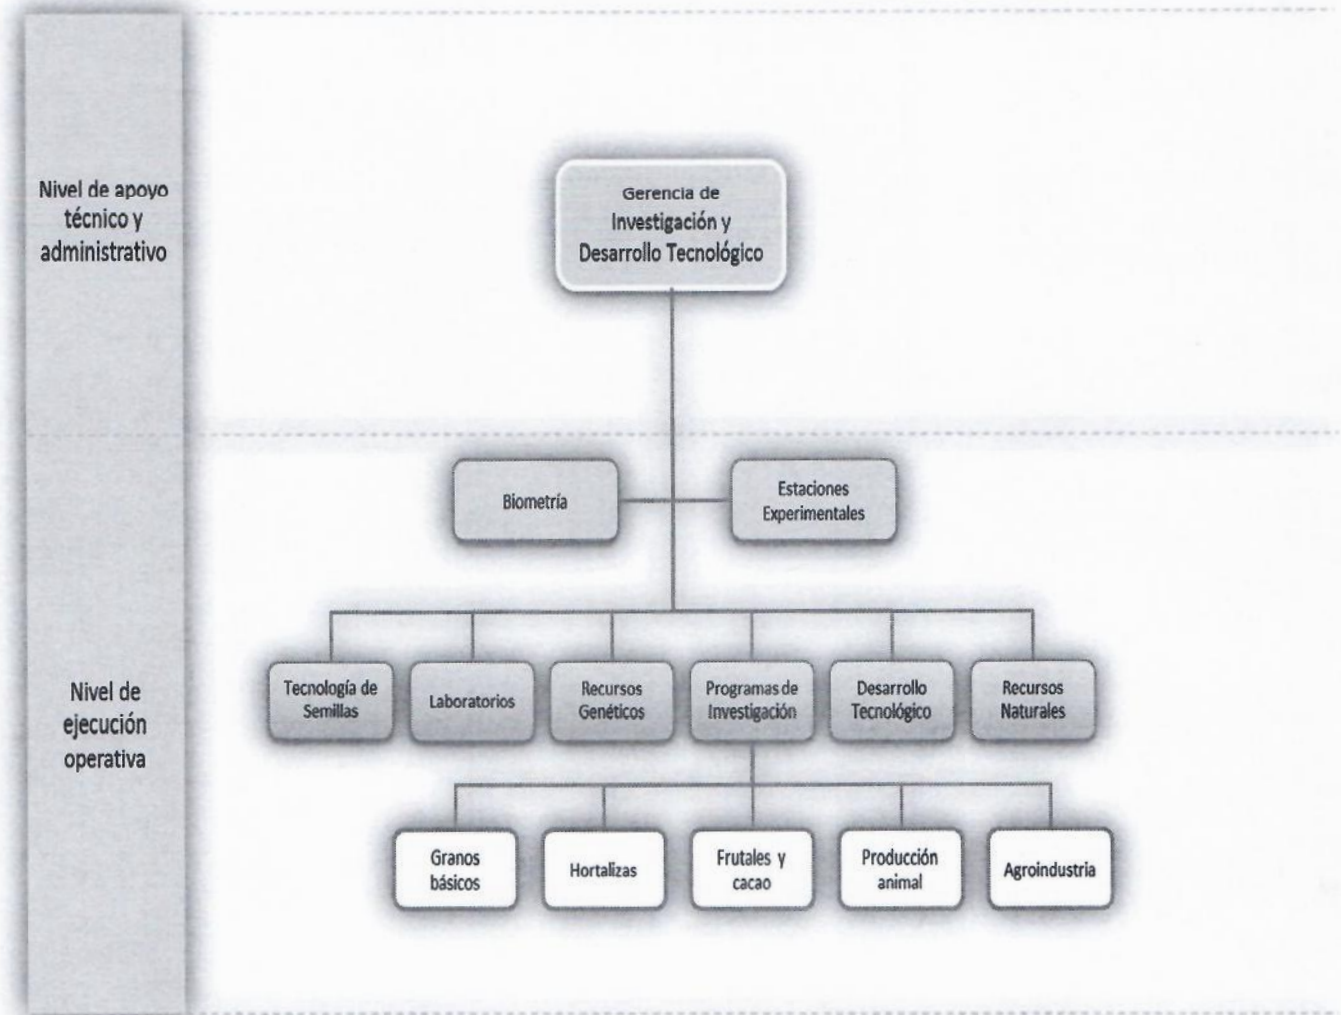 Nivel de apoyo
técnico y
administrativo
Gerencia de
Investigación y
Desarrollo Tecnológico
Biometría
Estaciones
Experimentales
Nivel de
ejecución
operativa
Tecnología de
Semillas
Laboratorios
Recursos
Genéticos
Programas de
Investigación
Desarrollo
Tecnológico
Recursos
Naturales
Granos
básicos
Hortalizas
Frutales y
cacao
Producción
animal
Agroindustria